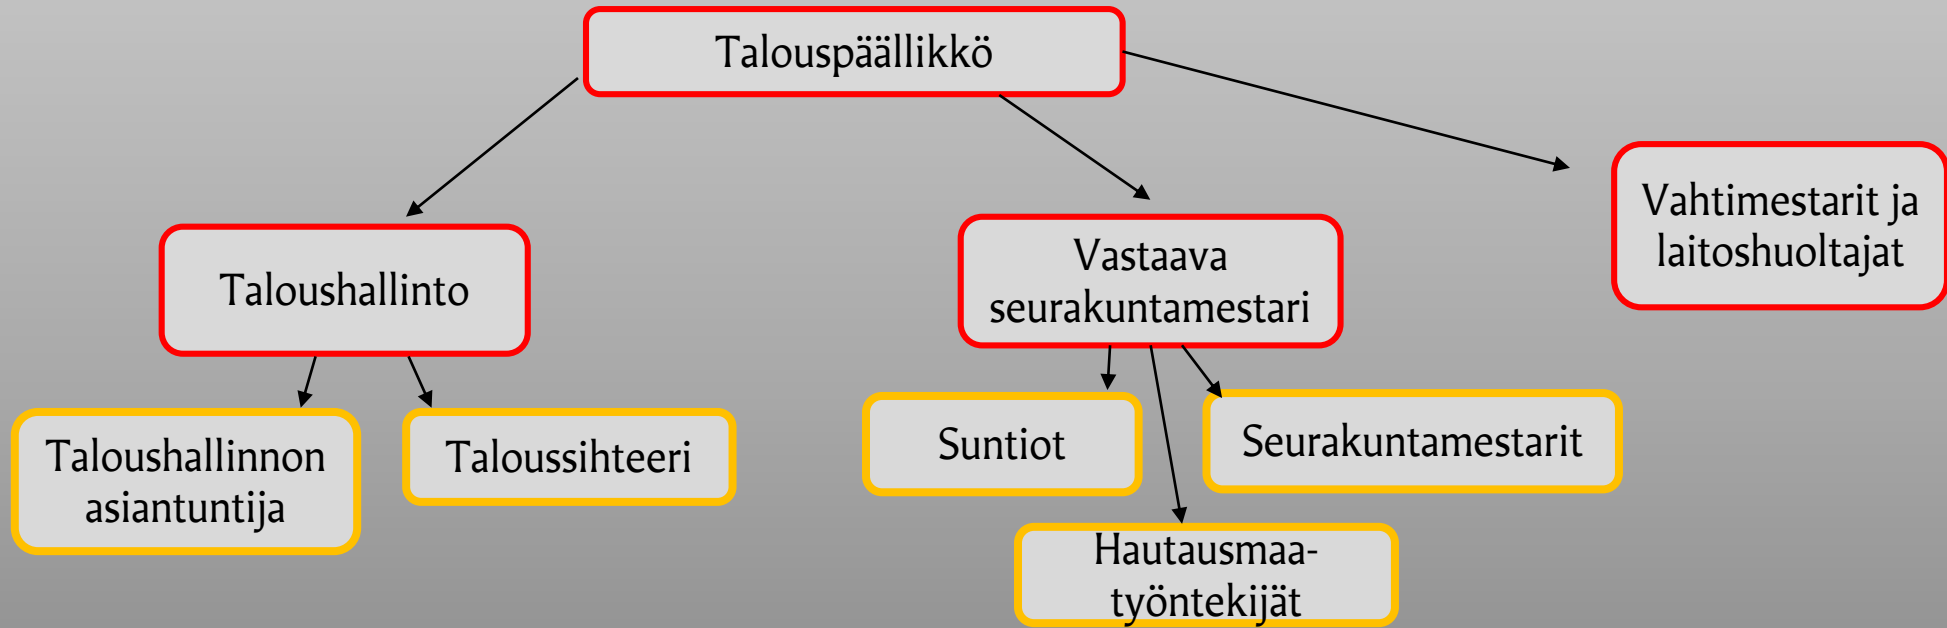 Talouspäällikkö
Vahtimestarit ja
laitoshuoltajat
Taloushallinto
Vastaava
seurakuntamestari
Taloushallinnon
asiantuntija
Taloussihteeri
Suntiot
Seurakuntamestarit
Hautausmaa-
työntekijät